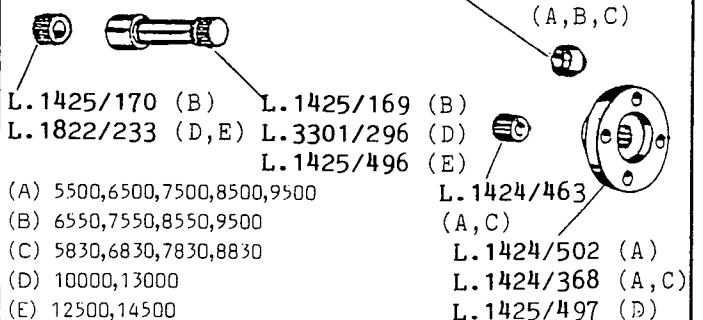 (A,B,C)
L.1425/170 (B)
L.1822/233 (D,E)
L.1425/169 (B)
L.3301/296 (D)
L.1425/496 (E)
(A) 5500,6500,7500,8500,9500
(B) 6550,7550,8550,9500
(C) 5830,6830,7830,8830
(D) 10000,13000
(E) 12500,14500
L.1424/463
(A,C)
L.1424/502 (A)
L.1424/368 (A,C)
L.1425/497 (D)